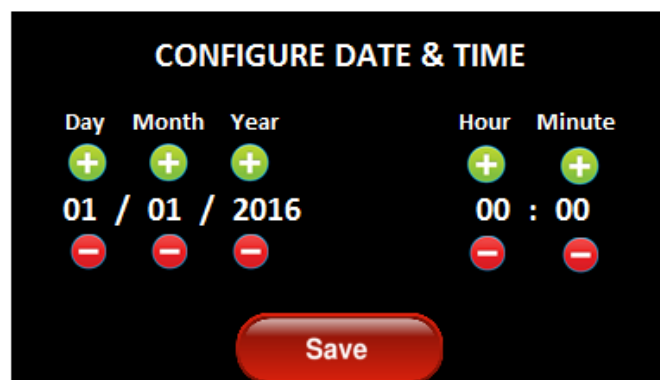 CONFIGURE DATE & TIME
Day Month Year Hour Minute
01 / 01 / 2016 00 : 00
Save